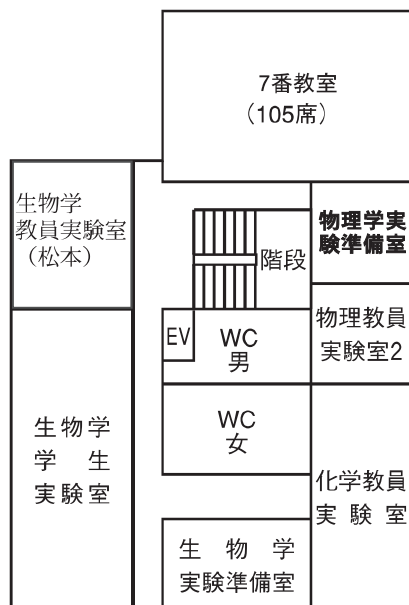 7番教室
（105席）
生物学
教員実験室
（松本）
物理学実
験準備室
階段
物理教員
実験室2
EV
WC
男
WC
女
生物学
学生
実験室
化学教員
実験室
生物学
実験準備室